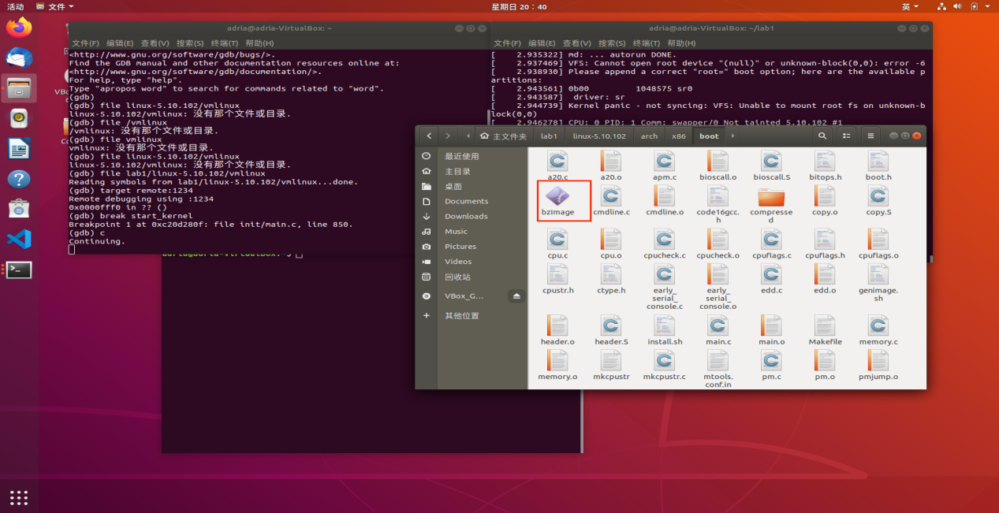 活动 文件 星期日 20：40 英
adria@adria-VirtualBox: ~
文件(F) 编辑(E) 查看(V) 搜索(S) 终端(T) 帮助(H)
<http://www.gnu.org/software/gdb/bugs/>.
Find the GDB manual and other documentation resources online at:
<http://www.gnu.org/software/gdb/documentation/>.
For help, type "help".
Type "apropos word" to search for commands related to "word".
(gdb)
(gdb) file linux-5.10.102/vmlinux
linux-5.10.102/vmlinux: 没有那个文件或目录.
(gdb) file /vmlinux
/vmlinux: 没有那个文件或目录.
(gdb) file vmlinux
vmlinux: 没有那个文件或目录.
(gdb) file linux-5.10.102/vmlinux
linux-5.10.102/vmlinux: 没有那个文件或目录.
(gdb) file lab1/linux-5.10.102/vmlinux
Reading symbols from lab1/linux-5.10.102/vmlinux...done.
(gdb) target remote:1234
Remote debugging using :1234
0x0000fff0 in ?? ()
(gdb) break start_kernel
Breakpoint 1 at 0xc20d280f: file init/main.c, line 850.
(gdb) c
Continuing.
adria@adria-VirtualBox:~$
adria@adria-VirtualBox: ~/lab1
文件(F) 编辑(E) 查看(V) 搜索(S) 终端(T) 帮助(H)
[    2.935322] md: ... autorun DONE.
[    2.937469] VFS: Cannot open root device "(null)" or unknown-block(0,0): error -6
[    2.938930] Please append a correct "root=" boot option; here are the available p
artitions:
[    2.943561] 0b00         1048575 sr0
[    2.943587]  driver: sr
[    2.944739] Kernel panic - not syncing: VFS: Unable to mount root fs on unknown-b
lock(0,0)
[    2.946278] CPU: 0 PID: 1 Comm: swapper/0 Not tainted 5.10.102 #1
主文件夹 lab1 linux-5.10.102 arch x86 boot
最近使用
主目录
桌面
Documents
Downloads
Music
Pictures
Videos
回收站
VBox_G...
其他位置
a20.c a20.o apm.c bioscall.o bioscall.S bitops.h boot.h
bzImage cmdline.c cmdline.o code16gcc. compresse copy.o copy.S
h d
cpu.c cpu.o cpucheck.c cpucheck.o cpuflags.c cpuflags.h cpuflags.o
cpustr.h ctype.h early_ early_ edd.c edd.o genimage.
serial_ serial_ sh
console.c console.o
header.o header.S install.sh main.c main.o Makefile memory.c
memory.o mkcpustr mkcpustr.c mtools. pm.c pm.o pmjump.o
conf.in